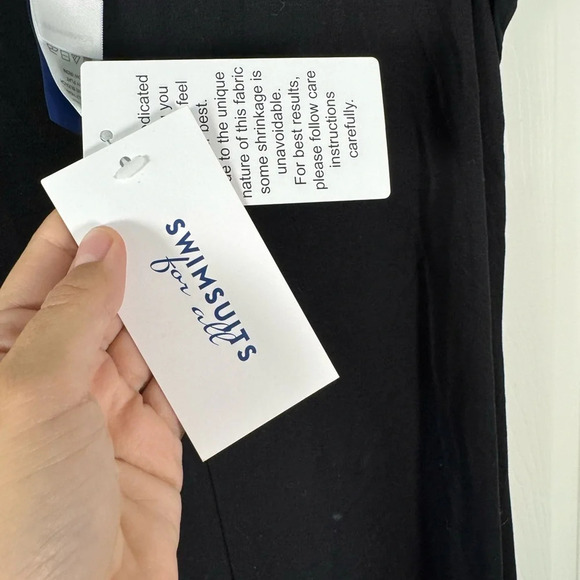 SWIMSUITS
for all
dicated
you
feel
best.
to the unique
nature of this fabric
some shrinkage is
unavoidable.
For best results,
please follow care
instructions
carefully.